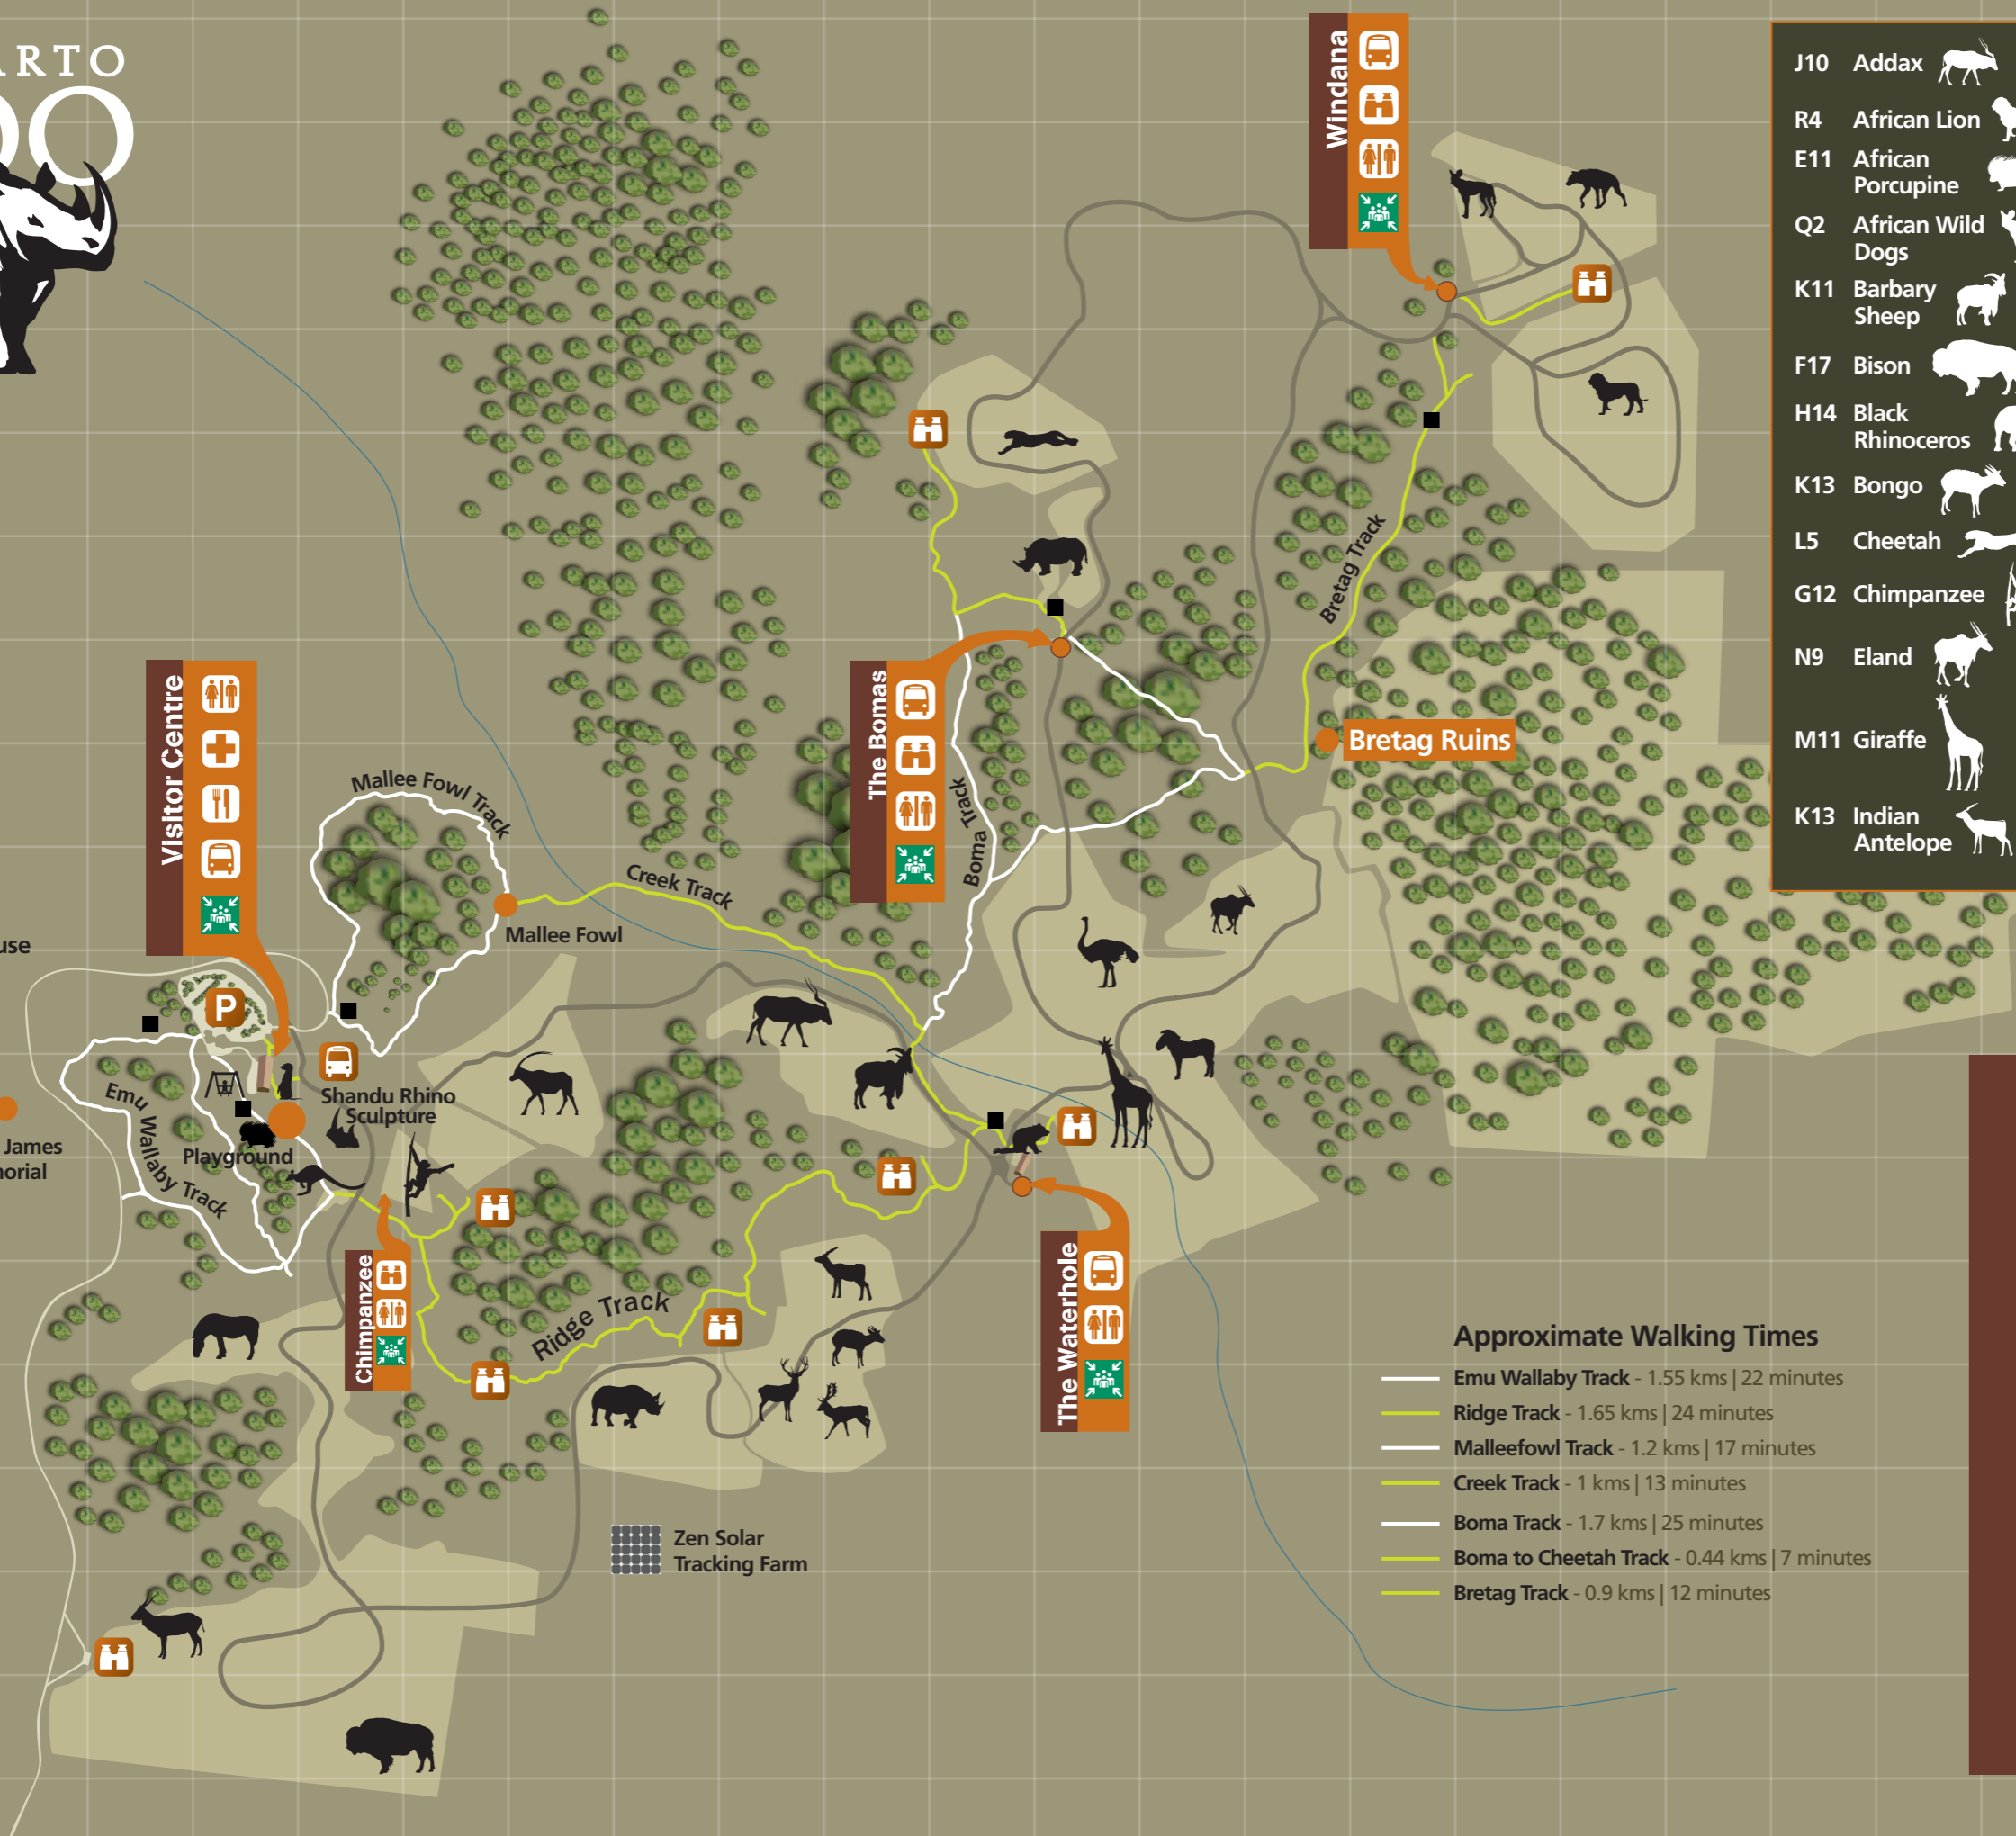 ARTO
ZOO
Windana
J10 Addax
R4 African Lion
E11 African
Porcupine
Q2 African Wild
Dogs
K11 Barbary
Sheep
F17 Bison
H14 Black
Rhinoceros
K13 Bongo
L5 Cheetah
G12 Chimpanzee
N9 Eland
M11 Giraffe
K13 Indian
Antelope
Bretag Track
Visitor Centre
The Bomas
Bretag Ruins
Mallee Fowl Track
Boma Track
Creek Track
Mallee Fowl
use
P
Emu Wallaby Track
Shandu Rhino
Sculpture
James
orial
Playground
Chimpanzee
Ridge Track
The Waterhole
Zen Solar
Tracking Farm
Approximate Walking Times
Emu Wallaby Track - 1.55 kms | 22 minutes
Ridge Track - 1.65 kms | 24 minutes
Malleefowl Track - 1.2 kms | 17 minutes
Creek Track - 1 kms | 13 minutes
Boma Track - 1.7 kms | 25 minutes
Boma to Cheetah Track - 0.44 kms | 7 minutes
Bretag Track - 0.9 kms | 12 minutes